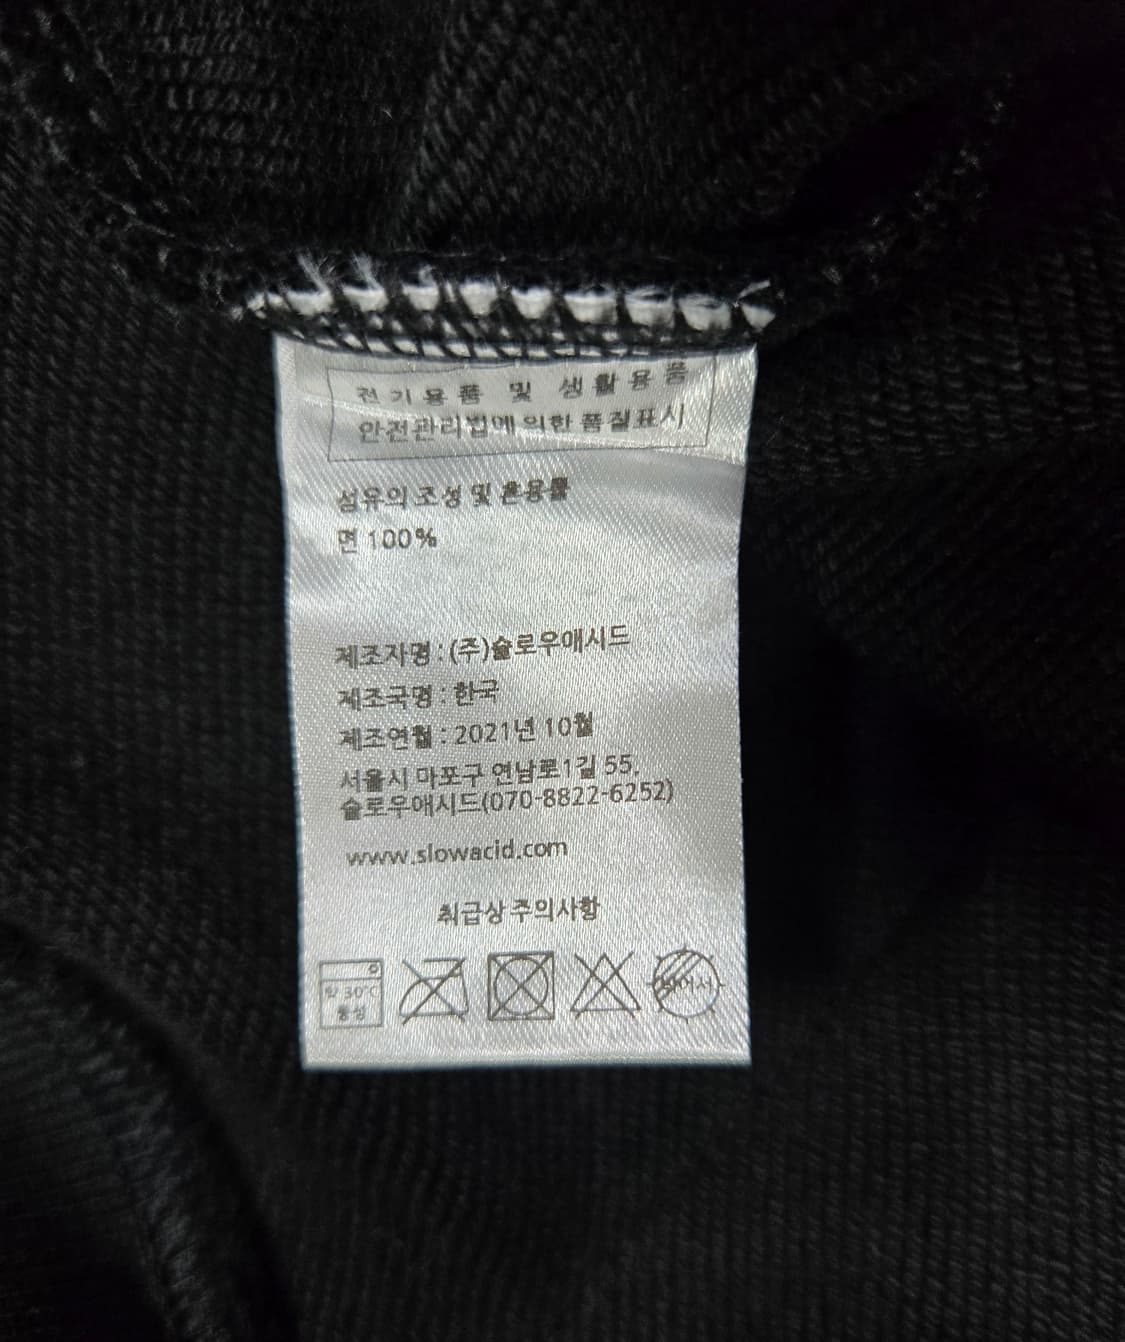 전기용품 및 생활용품
안전관리법에 의한 품질표시
섬유의 조성 및 혼용률
면 100%
제조자명 : (주)슬로우애시드
제조국명 : 한국
제조연월 : 2021년 10월
서울시 마포구 연남로1길 55,
슬로우애시드(070-8822-6252)
www.slowacid.com
취급상 주의사항
약 30°C
중성